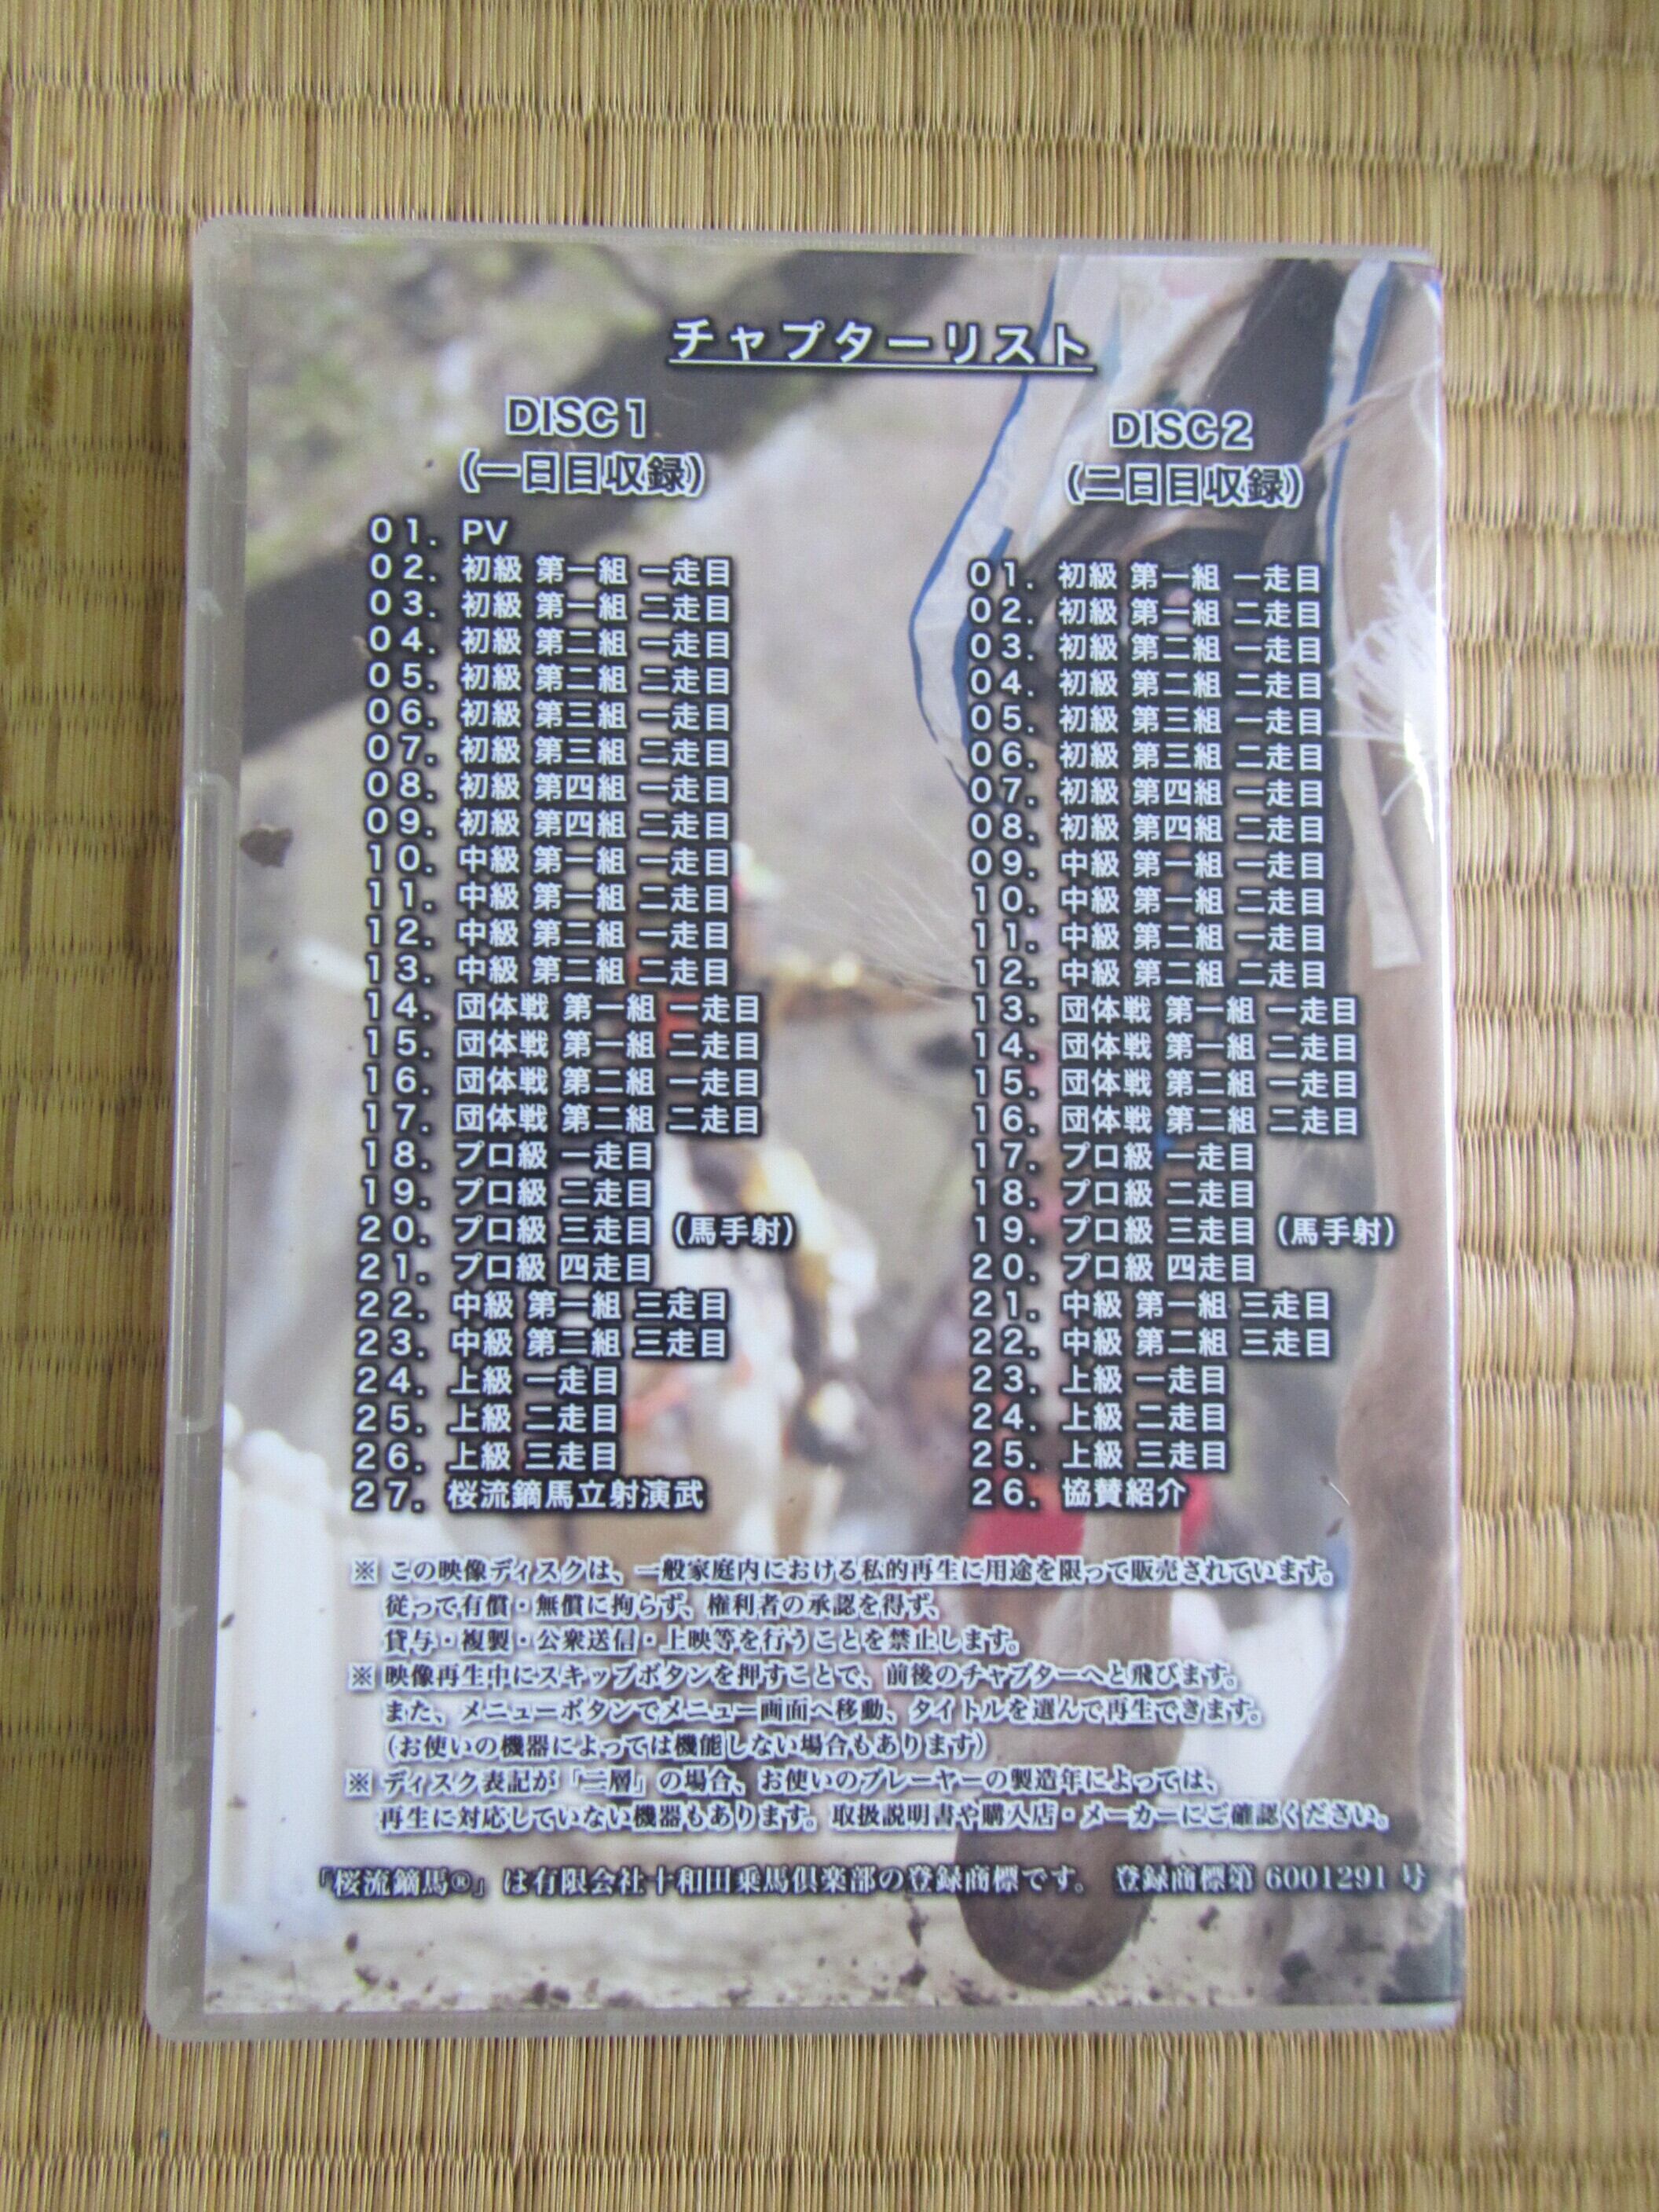 チャプターリスト
DISC1
(一日目収録)
01. PV
02. 初級 第一組 一走目
03. 初級 第一組 二走目
04. 初級 第二組 一走目
05. 初級 第二組 二走目
06. 初級 第三組 一走目
07. 初級 第三組 二走目
08. 初級 第四組 一走目
09. 初級 第四組 二走目
10. 中級 第一組 一走目
11. 中級 第一組 二走目
12. 中級 第二組 一走目
13. 中級 第二組 二走目
14. 団体戦 第一組 一走目
15. 団体戦 第一組 二走目
16. 団体戦 第二組 一走目
17. 団体戦 第二組 二走目
18. プロ級 一走目
19. プロ級 二走目
20. プロ級 三走目 (馬手射)
21. プロ級 四走目
22. 中級 第一組 三走目
23. 中級 第二組 三走目
24. 上級 一走目
25. 上級 二走目
26. 上級 三走目
27. 桜流鏑馬立射演武
DISC2
(二日目収録)
01. 初級 第一組 一走目
02. 初級 第一組 二走目
03. 初級 第二組 一走目
04. 初級 第二組 二走目
05. 初級 第三組 一走目
06. 初級 第三組 二走目
07. 初級 第四組 一走目
08. 初級 第四組 二走目
09. 中級 第一組 一走目
10. 中級 第一組 二走目
11. 中級 第二組 一走目
12. 中級 第二組 二走目
13. 団体戦 第一組 一走目
14. 団体戦 第一組 二走目
15. 団体戦 第二組 一走目
16. 団体戦 第二組 二走目
17. プロ級 一走目
18. プロ級 二走目
19. プロ級 三走目 (馬手射)
20. プロ級 四走目
21. 中級 第一組 三走目
22. 中級 第二組 三走目
23. 上級 一走目
24. 上級 二走目
25. 上級 三走目
26. 協賛紹介
※ この映像ディスクは、一般家庭内における私的再生に用途を限って販売されています。
従って有償・無償に拘らず、権利者の承認を得ず、
貸与・複製・公衆送信・上映等を行うことを禁止します。
※ 映像再生中にスキップボタンを押すことで、前後のチャプターへと飛びます。
また、メニューボタンでメニュー画面へ移動、タイトルを選んで再生できます。
(お使いの機器によっては機能しない場合もあります)
※ ディスク表記が「二層」の場合、お使いのプレーヤーの製造年によっては、
再生に対応していない機器もあります。取扱説明書や購入店・メーカーにご確認ください。
「桜流鏑馬®」は有限会社十和田乗馬倶楽部の登録商標です。 登録商標第 6001291 号